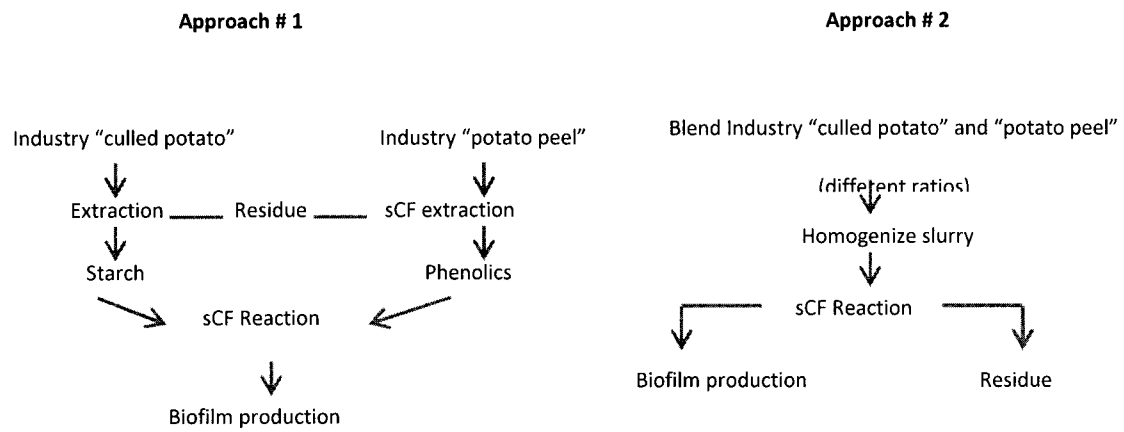 Approach # 1
Industry “culled potato”
Industry “potato peel”
Extraction
Residue
sCF extraction
Starch
Phenolics
sCF Reaction
Biofilm production
Approach # 2
Blend Industry “culled potato” and “potato peel”
(different ratios)
Homogenize slurry
sCF Reaction
Biofilm production
Residue